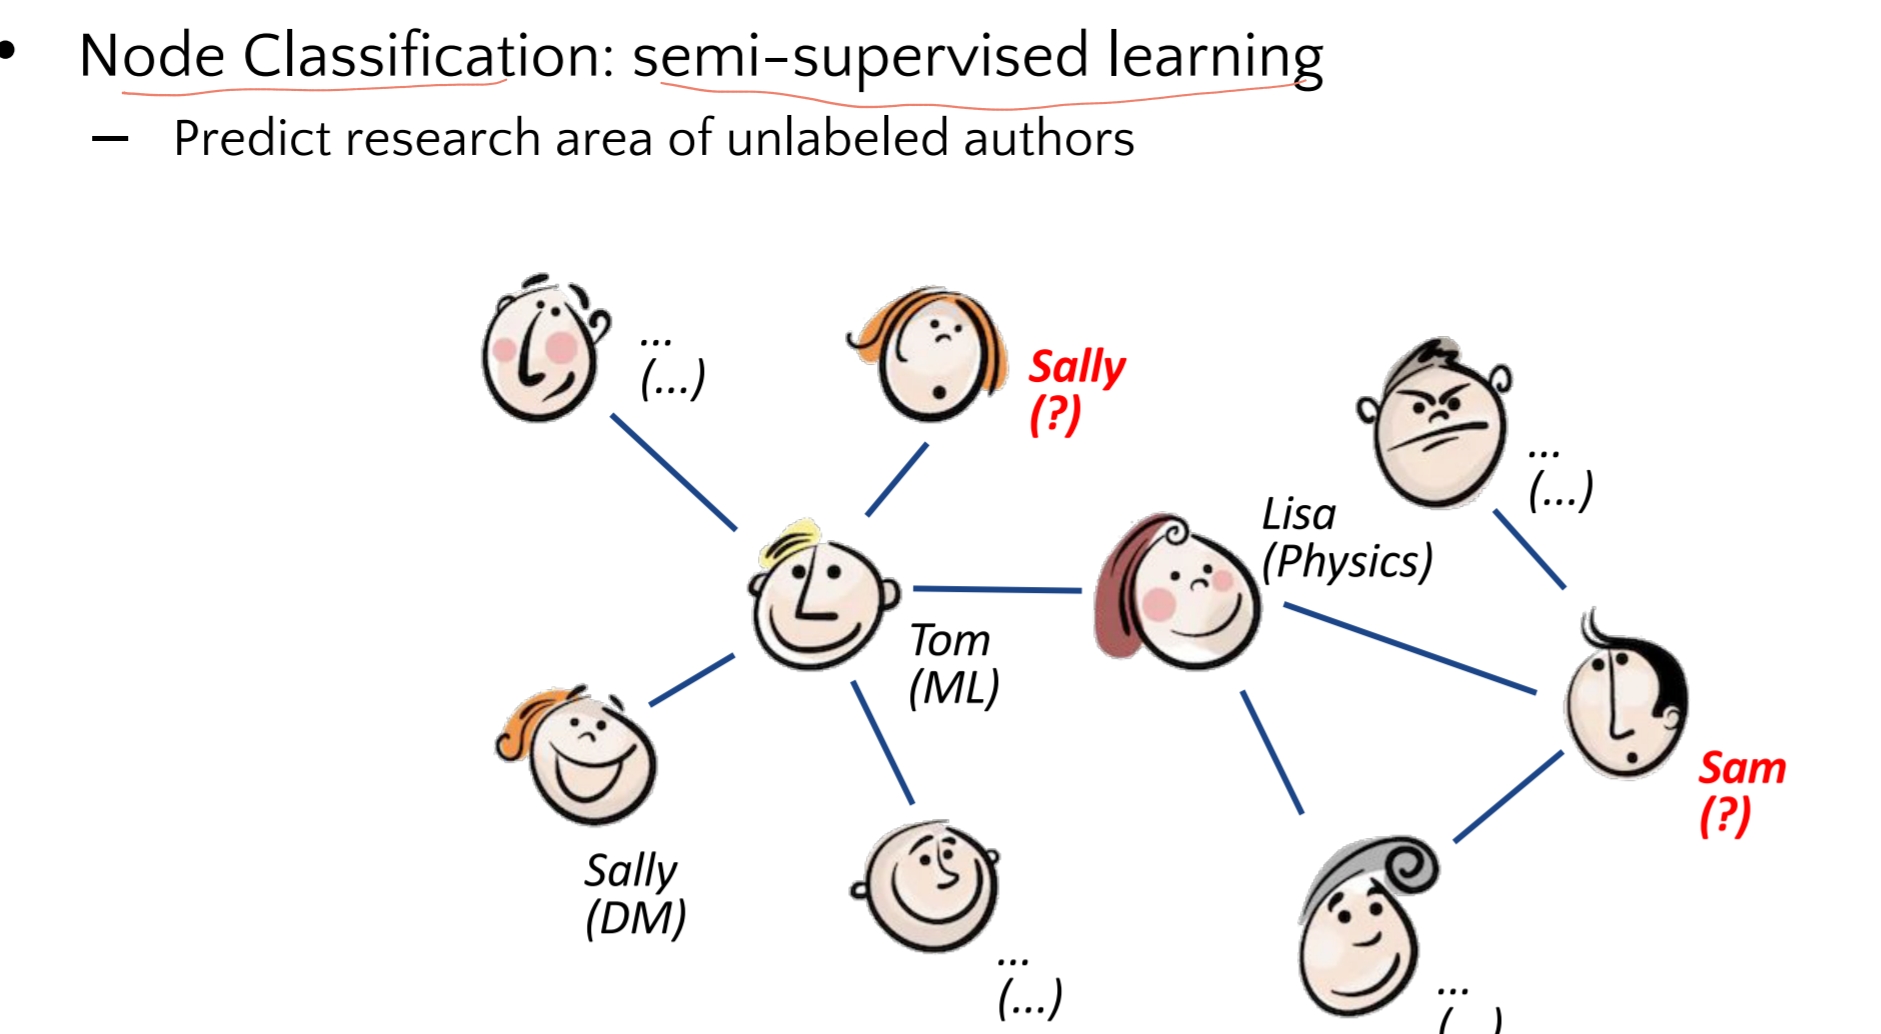 • Node Classification: semi-supervised learning
— Predict research area of unlabeled authors
...
(...)
Sally
(?)
...
(...)
Lisa
(Physics)
Tom
(ML)
Sam
(?)
Sally
(DM)
...
(...)
...
(...)